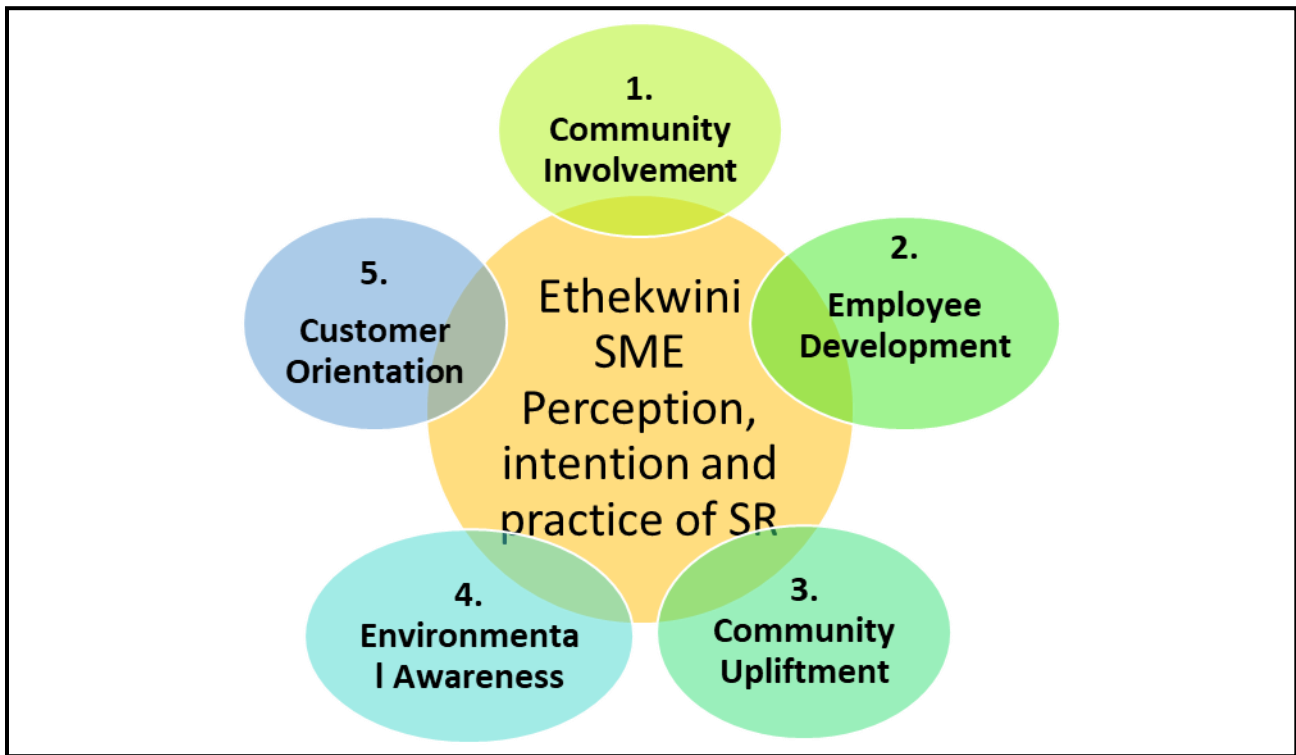 1.
Community
Involvement
2.
Employee
Development
3.
Community
Upliftment
4.
Environmenta
l Awareness
5.
Customer
Orientation
Ethekwini
SME
Perception,
intention and
practice of SR